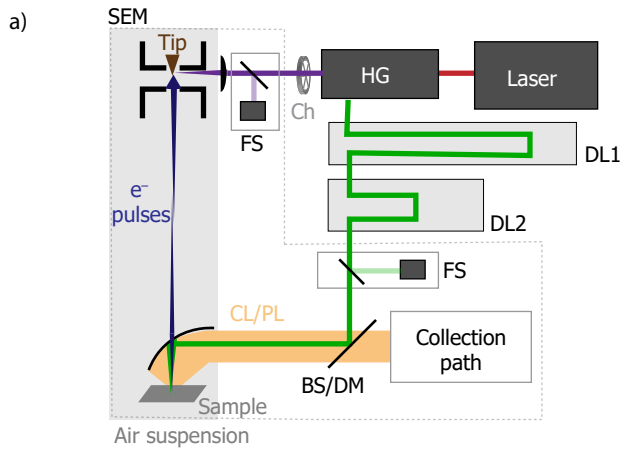 a)
SEM
Tip
HG
Laser
Ch
FS
DL1
DL2
e⁻
pulses
FS
CL/PL
Collection
path
BS/DM
Sample
Air suspension